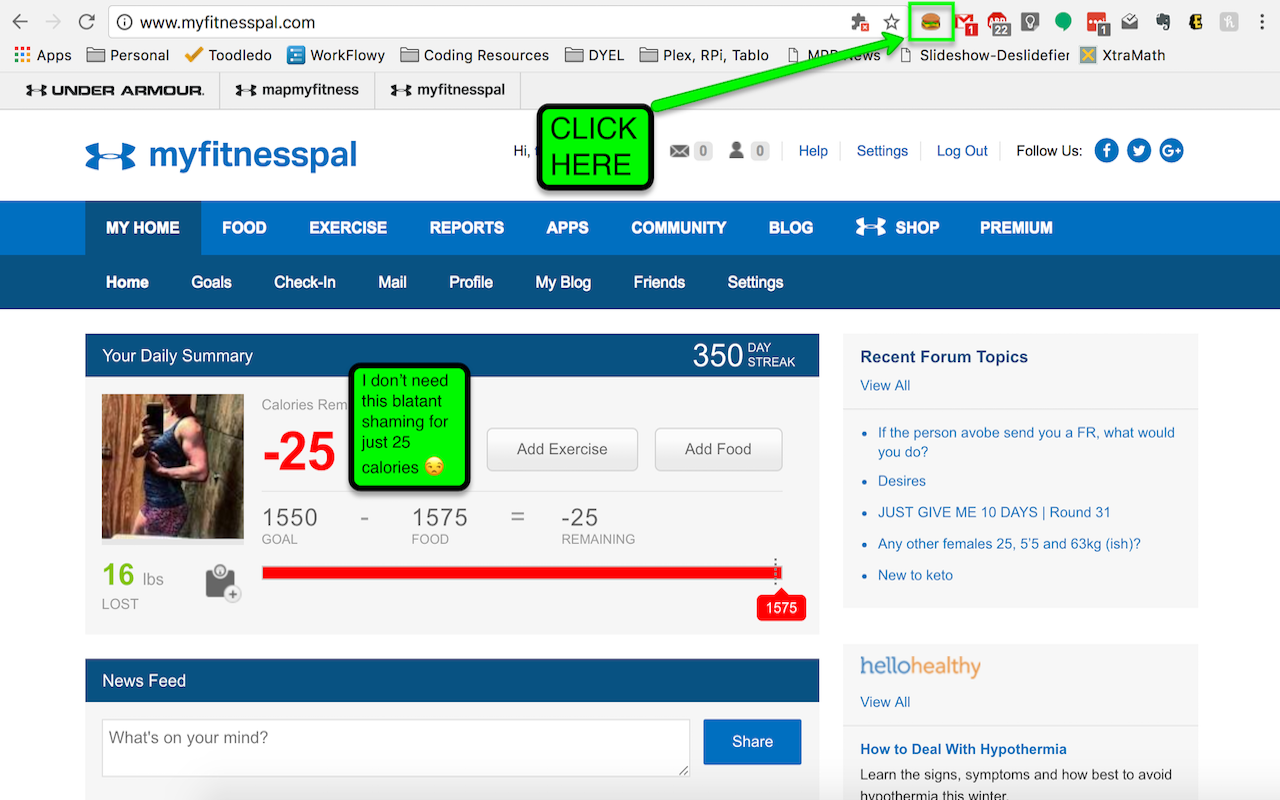 www.myfitnesspal.com
1
22
1
Apps Personal Toodledo WorkFlowy Coding Resources DYEL Plex, RPi, Tablo MRP News Slideshow-Deslidefier XtraMath
UNDER ARMOUR. mapmyfitness myfitnesspal
CLICK
HERE
myfitnesspal
Hi, 0 0 Help Settings Log Out Follow Us:
MY HOME FOOD EXERCISE REPORTS APPS COMMUNITY BLOG SHOP PREMIUM
Home Goals Check-In Mail Profile My Blog Friends Settings
Your Daily Summary
350 DAY
STREAK
Calories Rem
-25
I don't need
this blatant
shaming for
just 25
calories 😒
Add Exercise Add Food
1550 - 1575 = -25
GOAL FOOD REMAINING
16 lbs
LOST
1575
News Feed
What's on your mind?
Share
Recent Forum Topics
View All
If the person avobe send you a FR, what would
you do?
Desires
JUST GIVE ME 10 DAYS | Round 31
Any other females 25, 5'5 and 63kg (ish)?
New to keto
hellohealthy
View All
How to Deal With Hypothermia
Learn the signs, symptoms and how best to avoid
hypothermia this winter.